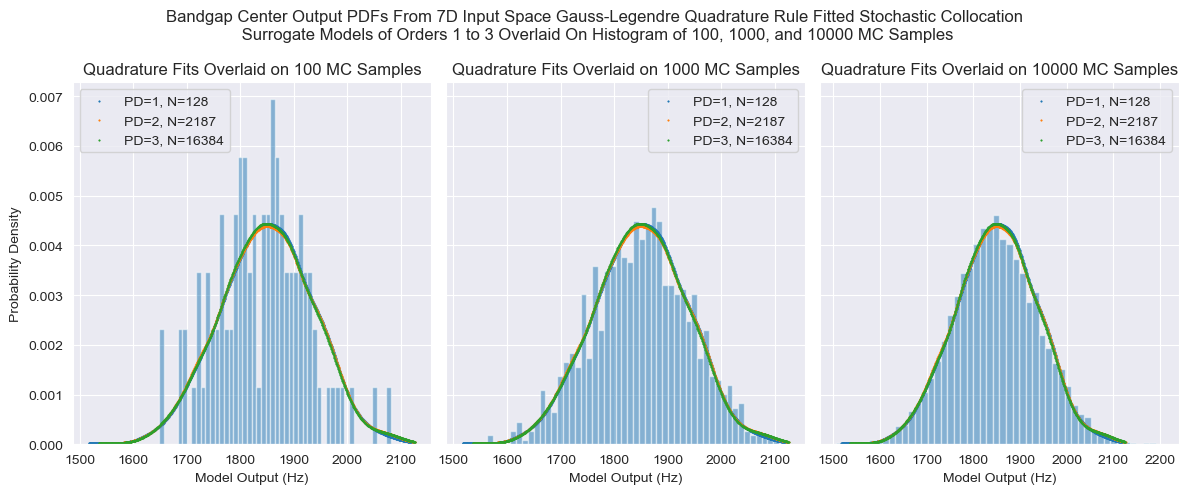 Bandgap Center Output PDFs From 7D Input Space Gauss-Legendre Quadrature Rule Fitted Stochastic Collocation
Surrogate Models of Orders 1 to 3 Overlaid On Histogram of 100, 1000, and 10000 MC Samples
Quadrature Fits Overlaid on 100 MC Samples
Quadrature Fits Overlaid on 1000 MC Samples
Quadrature Fits Overlaid on 10000 MC Samples
PD=1, N=128
PD=2, N=2187
PD=3, N=16384
PD=1, N=128
PD=2, N=2187
PD=3, N=16384
PD=1, N=128
PD=2, N=2187
PD=3, N=16384
Probability Density
0.007
0.006
0.005
0.004
0.003
0.002
0.001
0.000
1500 1600 1700 1800 1900 2000 2100
1500 1600 1700 1800 1900 2000 2100
1500 1600 1700 1800 1900 2000 2100 2200
Model Output (Hz)
Model Output (Hz)
Model Output (Hz)